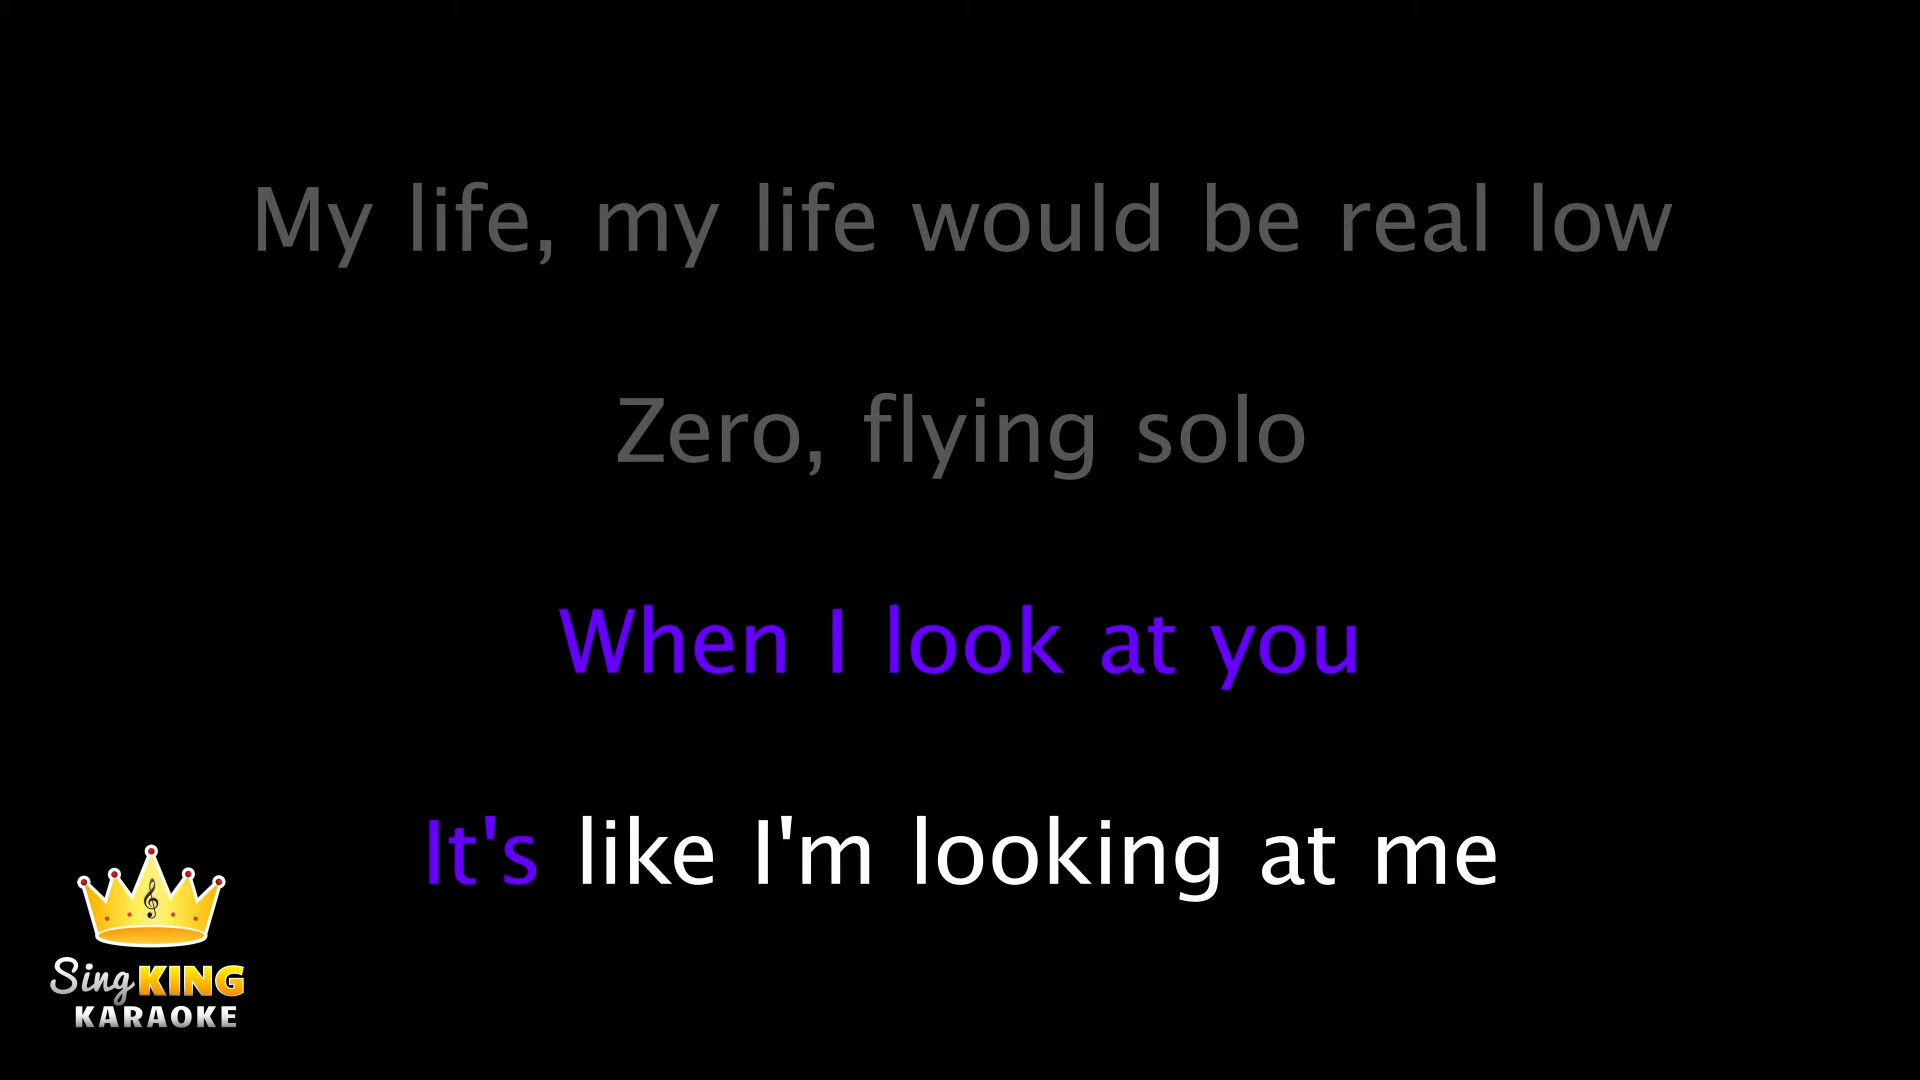 My life, my life would be real low
Zero, flying solo
When I look at you
It's like I'm looking at me
Sing KING
KARAOKE